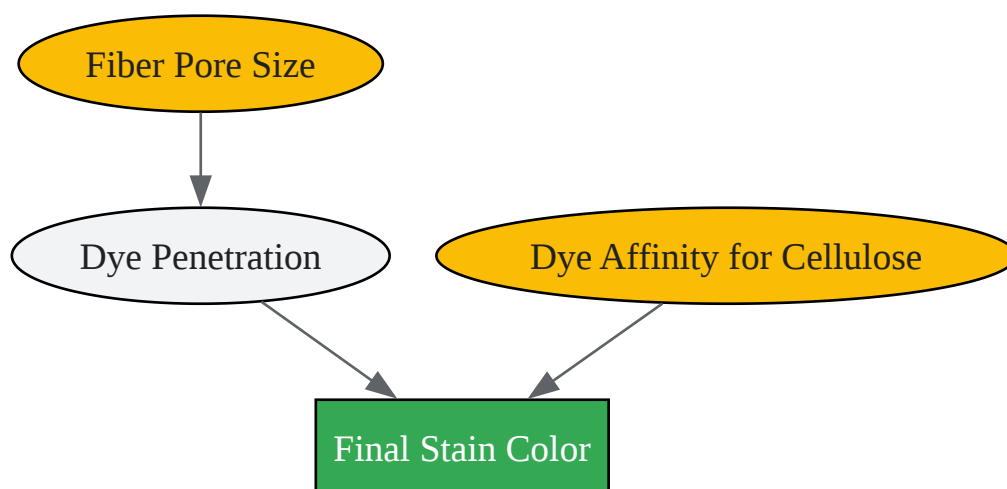 Fiber Pore Size
Dye Penetration
Dye Affinity for Cellulose
Final Stain Color